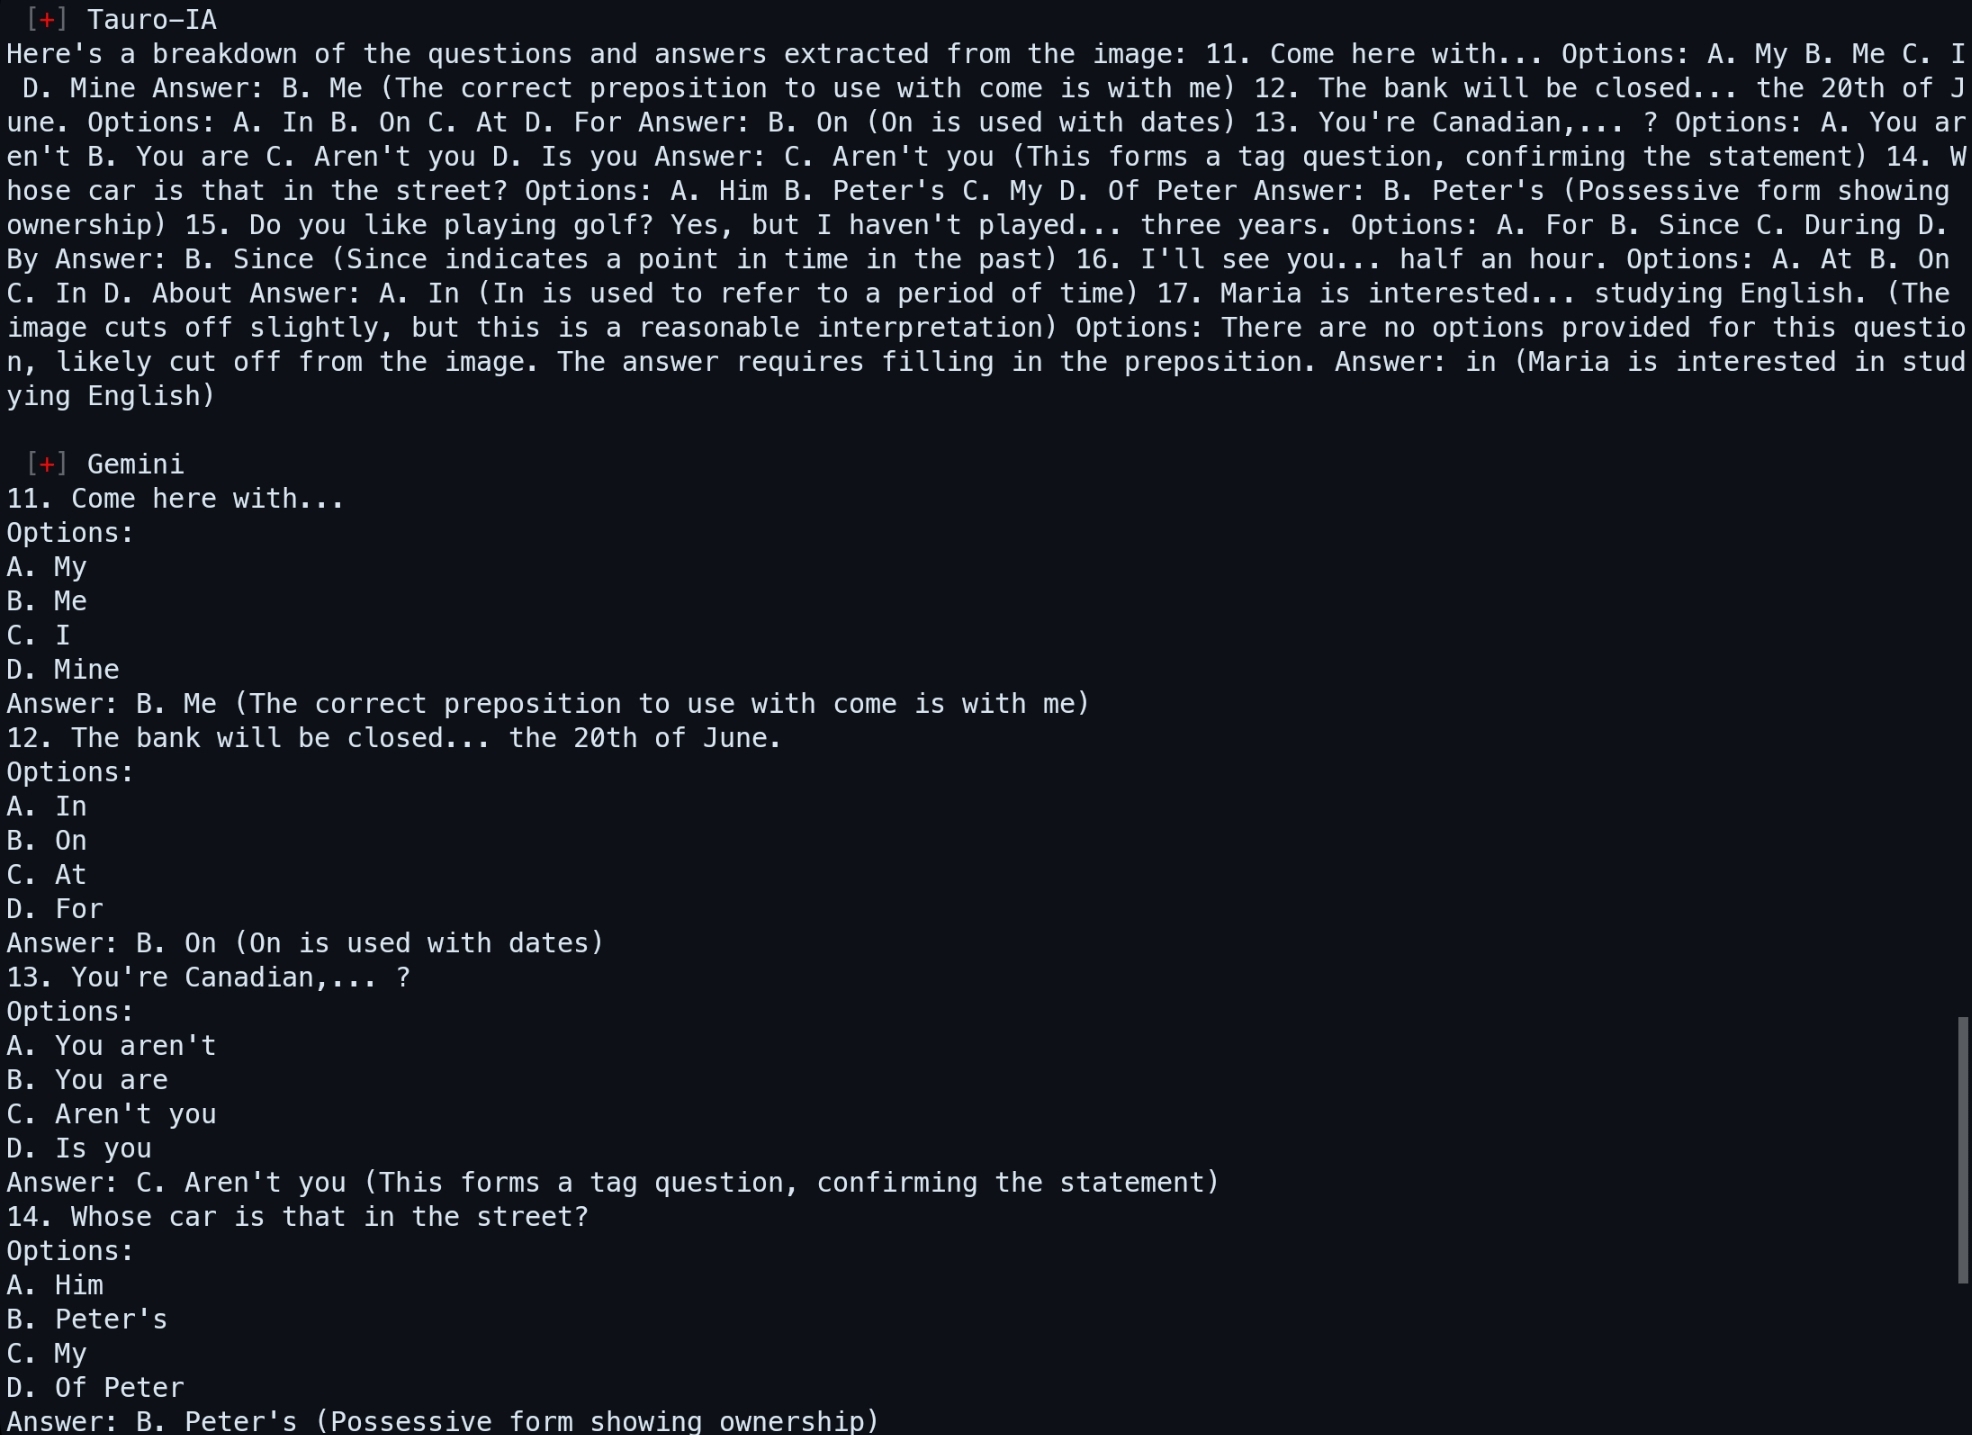 [+] Tauro-IA
Here's a breakdown of the questions and answers extracted from the image: 11. Come here with... Options: A. My B. Me C. I
D. Mine Answer: B. Me (The correct preposition to use with come is with me) 12. The bank will be closed... the 20th of J
une. Options: A. In B. On C. At D. For Answer: B. On (On is used with dates) 13. You're Canadian,... ? Options: A. You ar
en't B. You are C. Aren't you D. Is you Answer: C. Aren't you (This forms a tag question, confirming the statement) 14. W
hose car is that in the street? Options: A. Him B. Peter's C. My D. Of Peter Answer: B. Peter's (Possessive form showing
ownership) 15. Do you like playing golf? Yes, but I haven't played... three years. Options: A. For B. Since C. During D.
By Answer: B. Since (Since indicates a point in time in the past) 16. I'll see you... half an hour. Options: A. At B. On
C. In D. About Answer: A. In (In is used to refer to a period of time) 17. Maria is interested... studying English. (The
image cuts off slightly, but this is a reasonable interpretation) Options: There are no options provided for this questio
n, likely cut off from the image. The answer requires filling in the preposition. Answer: in (Maria is interested in stud
ying English)
[+] Gemini
11. Come here with...
Options:
A. My
B. Me
C. I
D. Mine
Answer: B. Me (The correct preposition to use with come is with me)
12. The bank will be closed... the 20th of June.
Options:
A. In
B. On
C. At
D. For
Answer: B. On (On is used with dates)
13. You're Canadian,... ?
Options:
A. You aren't
B. You are
C. Aren't you
D. Is you
Answer: C. Aren't you (This forms a tag question, confirming the statement)
14. Whose car is that in the street?
Options:
A. Him
B. Peter's
C. My
D. Of Peter
Answer: B. Peter's (Possessive form showing ownership)